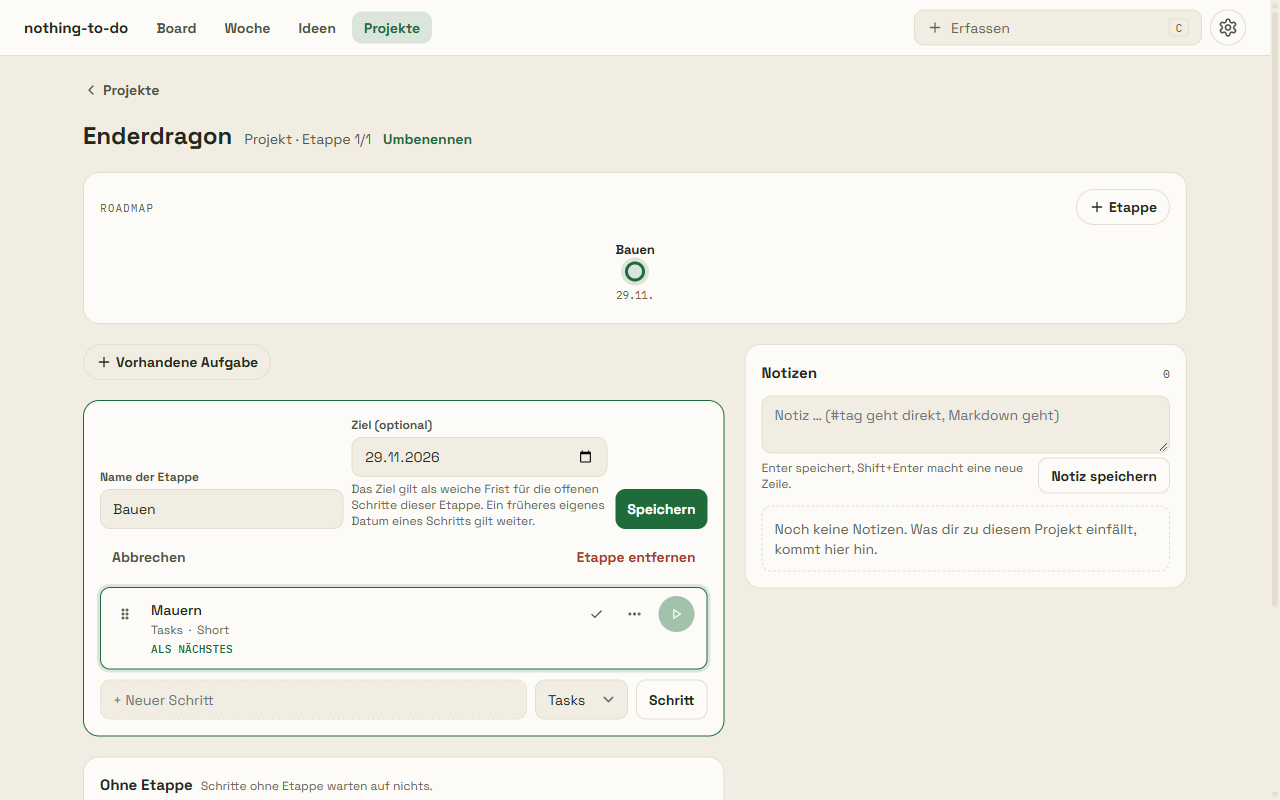 nothing-to-do Board Woche Ideen Projekte Erfassen C
Projekte
Enderdragon Projekt · Etappe 1/1 Umbenennen
ROADMAP
Etappe
Bauen
29.11.
Vorhandene Aufgabe
Ziel (optional)
29.11.2026
Name der Etappe
Bauen
Das Ziel gilt als weiche Frist für die offenen
Schritte dieser Etappe. Ein früheres eigenes
Datum eines Schritts gilt weiter.
Speichern
Abbrechen Etappe entfernen
Mauern
Tasks · Short
ALS NÄCHSTES
+ Neuer Schritt Tasks Schritt
Ohne Etappe Schritte ohne Etappe warten auf nichts.
Notizen 0
Notiz … (#tag geht direkt, Markdown geht)
Enter speichert, Shift+Enter macht eine neue
Zeile.
Notiz speichern
Noch keine Notizen. Was dir zu diesem Projekt einfällt,
kommt hier hin.